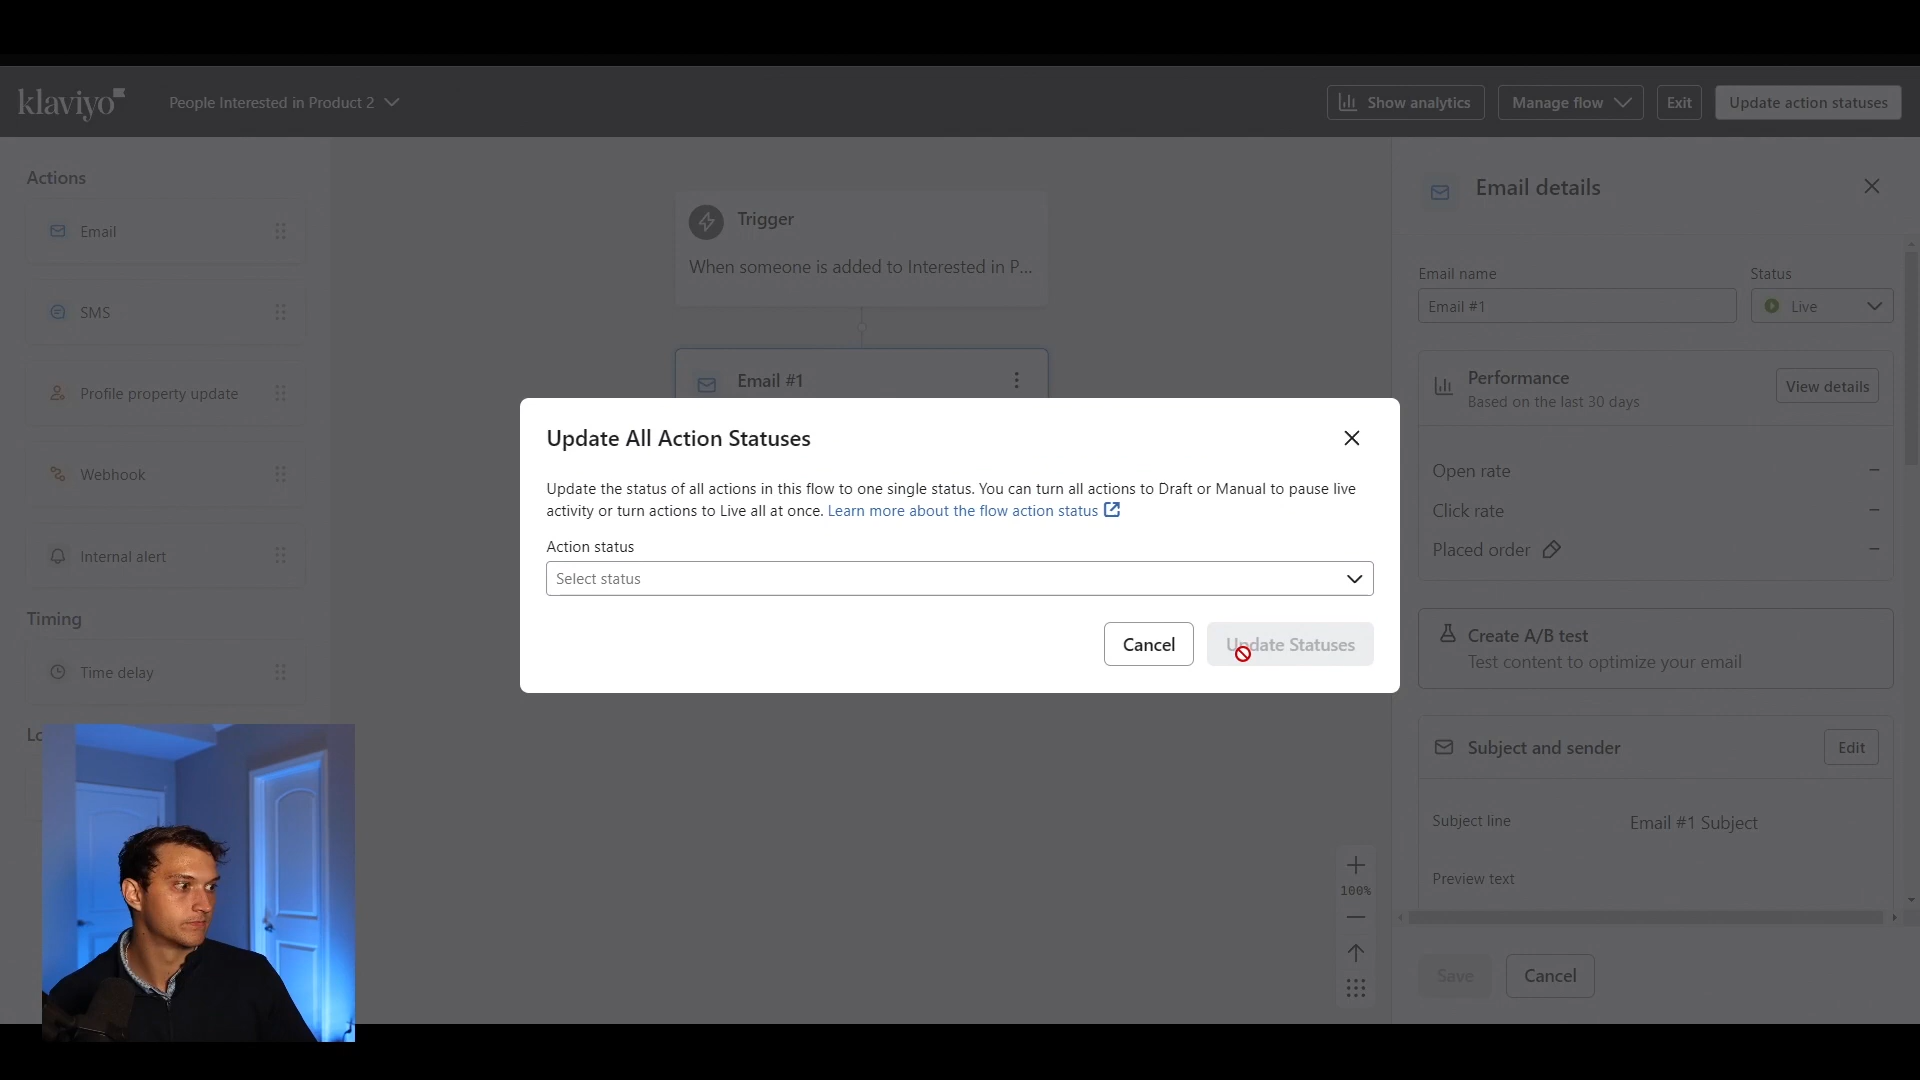 klaviyo
People Interested in Product 2
Show analytics
Manage flow
Exit
Update action statuses
Actions
Email
SMS
Profile property update
Webhook
Internal alert
Timing
Time delay
Lo
Trigger
When someone is added to Interested in P...
Email #1
Update All Action Statuses
Update the status of all actions in this flow to one single status. You can turn all actions to Draft or Manual to pause live
activity or turn actions to Live all at once. Learn more about the flow action status
Action status
Select status
Cancel
Update Statuses
100%
Email details
Email name
Status
Email #1
Live
Performance
View details
Based on the last 30 days
Open rate –
Click rate –
Placed order –
Create A/B test
Test content to optimize your email
Subject and sender
Edit
Subject line
Email #1 Subject
Preview text
Save
Cancel